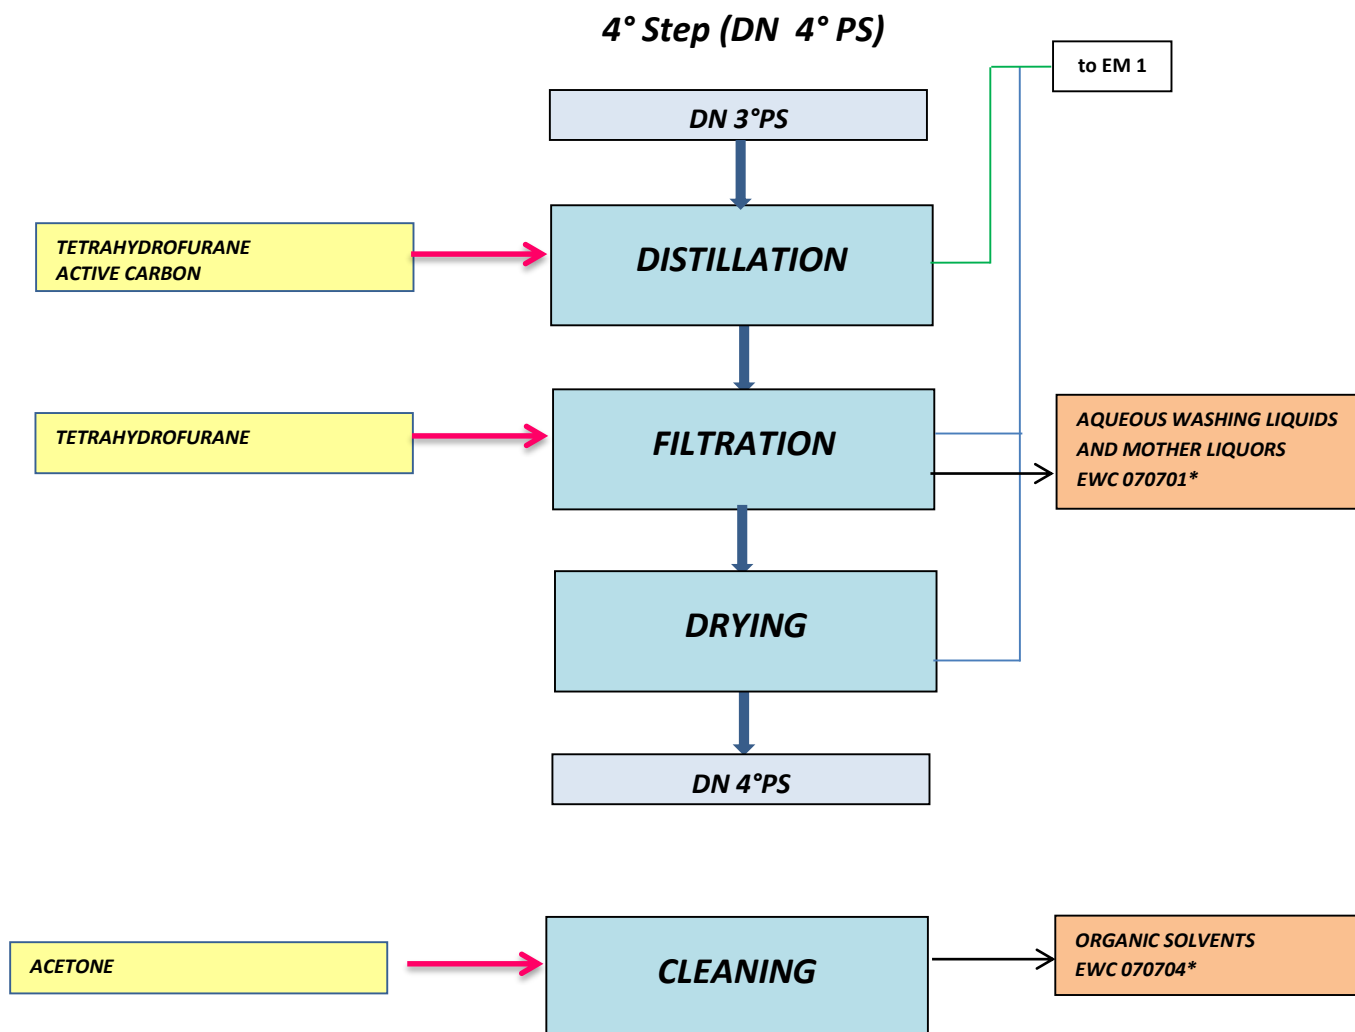 4° Step (DN 4° PS)
to EM 1
DN 3°PS
TETRAHYDROFURANE
ACTIVE CARBON
DISTILLATION
TETRAHYDROFURANE
FILTRATION
AQUEOUS WASHING LIQUIDS
AND MOTHER LIQUORS
EWC 070701*
DRYING
DN 4°PS
ACETONE
CLEANING
ORGANIC SOLVENTS
EWC 070704*